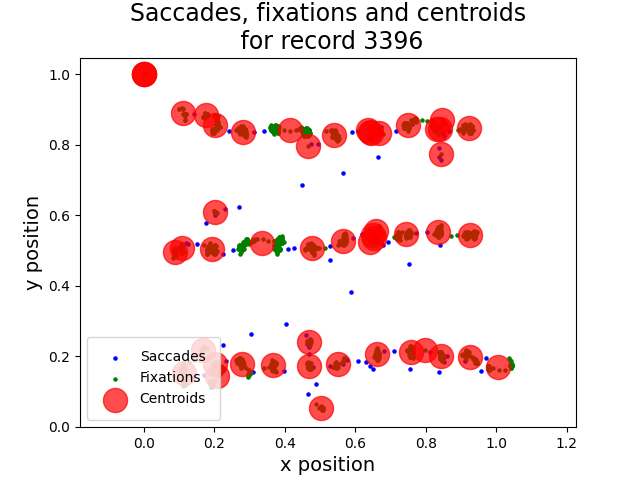 Saccades, fixations and centroids
for record 3396
1.0
0.8
0.6
0.4
0.2
0.0
y position
Saccades
Fixations
Centroids
0.0 0.2 0.4 0.6 0.8 1.0 1.2
x position